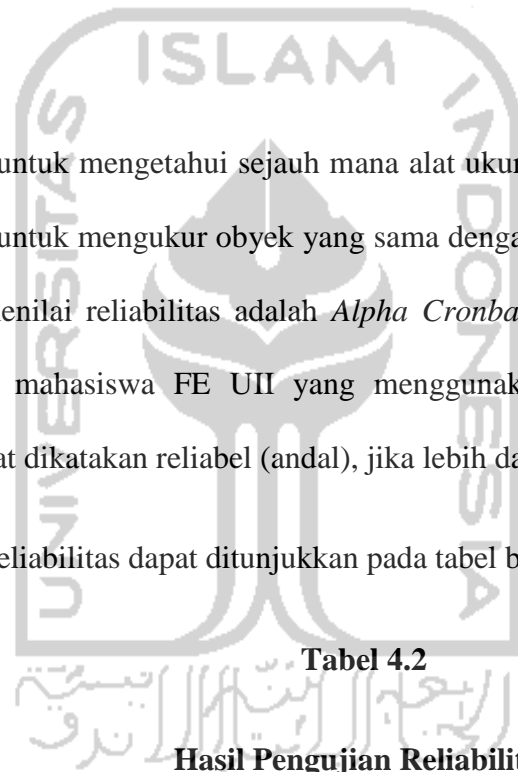 ISLAM
UNIVERSITAS
INDONESIA
untuk mengetahui sejauh mana alat ukur
untuk mengukur obyek yang sama denga
enilai reliabilitas adalah Alpha Cronba
mahasiswa FE UII yang menggunak
at dikatakan reliabel (andal), jika lebih da
eliabilitas dapat ditunjukkan pada tabel b
Tabel 4.2
Hasil Pengujian Reliabilit